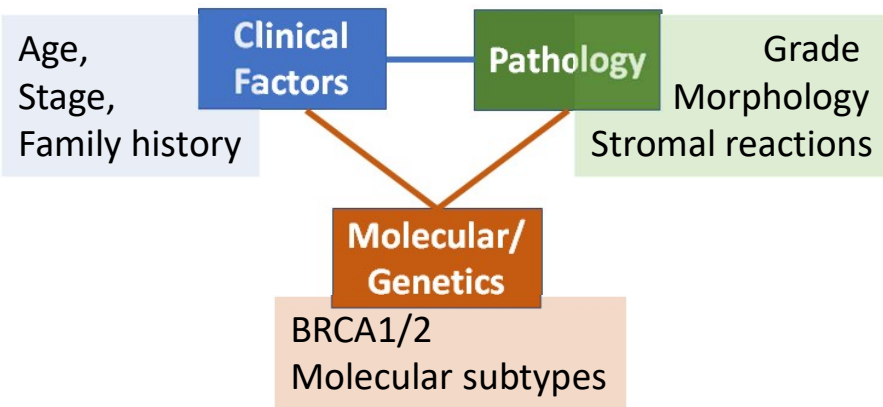 Clinical
Factors
Age,
Stage,
Family history
Pathology
Grade
Morphology
Stromal reactions
Molecular/
Genetics
BRCA1/2
Molecular subtypes